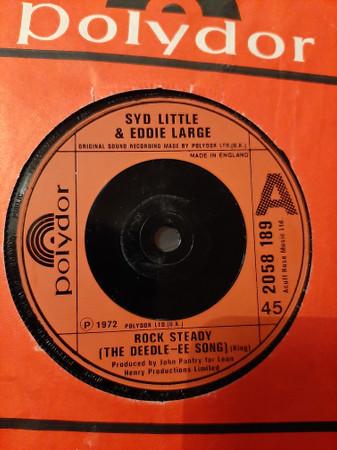 polydor
SYD LITTLE
& EDDIE LARGE
ORIGINAL SOUND RECORDING MADE BY POLYDOR LTD.(U.K.)
MADE IN ENGLAND
polydor
A
2058 189
Acuff Rose Music Ltd.
45
℗ 1972 POLYDOR LTD.(U.K.)
ROCK STEADY
(THE DEEDLE-EE SONG) (King)
Produced by John Pantry for Leon
Henry Productions Limited